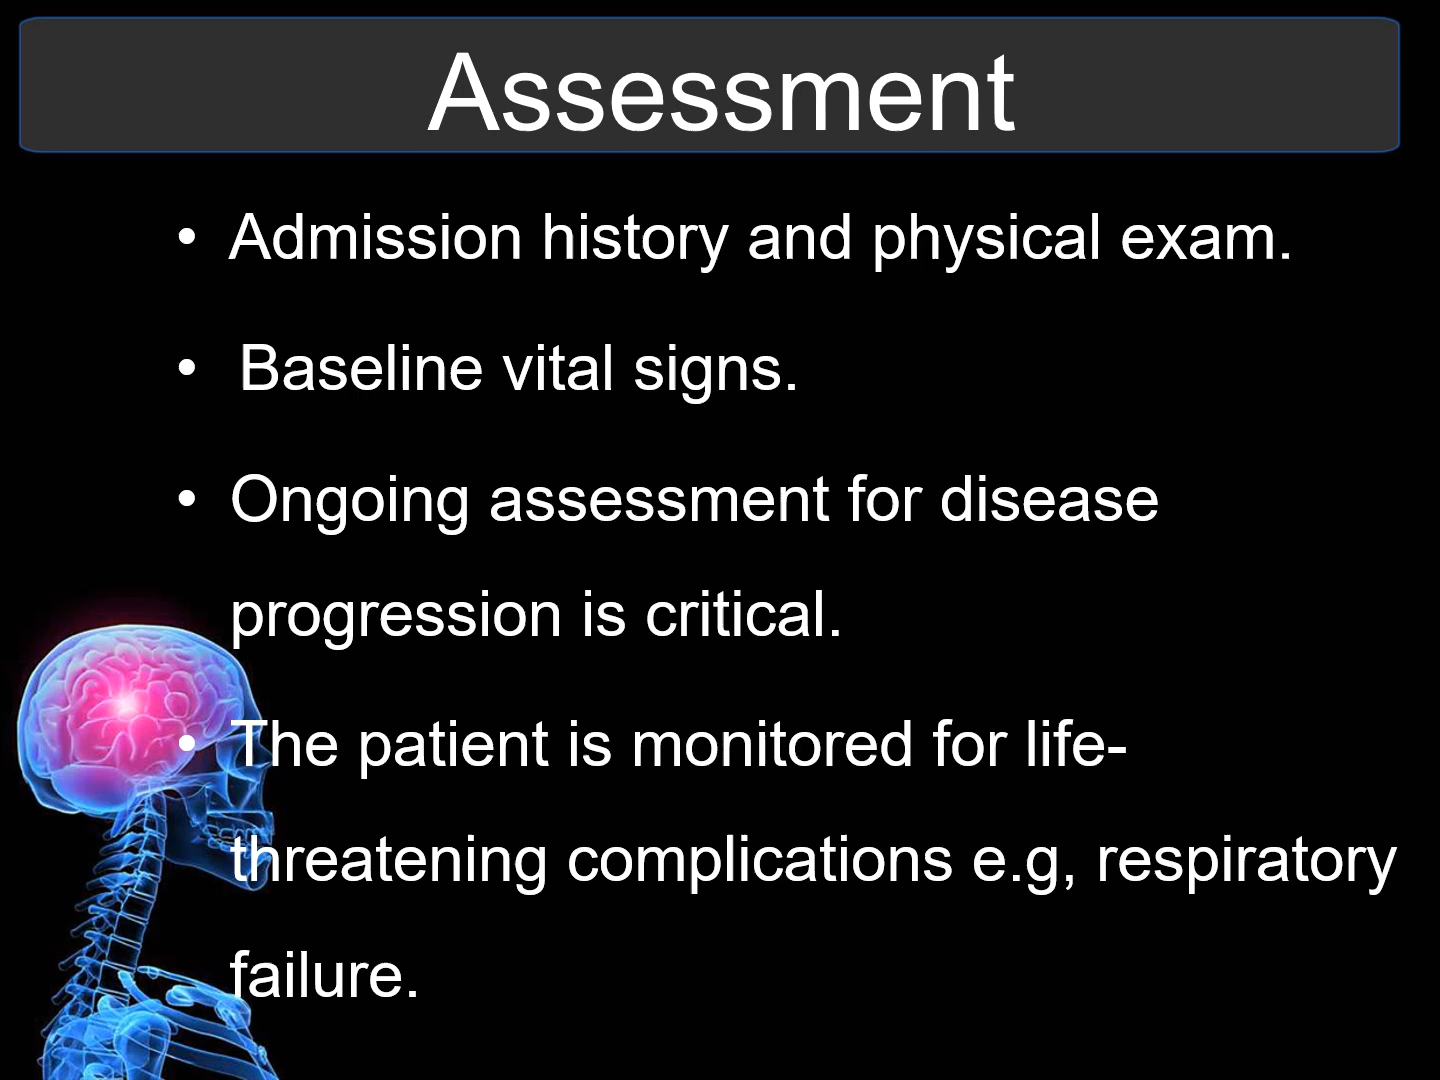 Assessment
• Admission history and physical exam.
• Baseline vital signs.
• Ongoing assessment for disease
progression is critical.
• The patient is monitored for life-
threatening complications e.g, respiratory
failure.